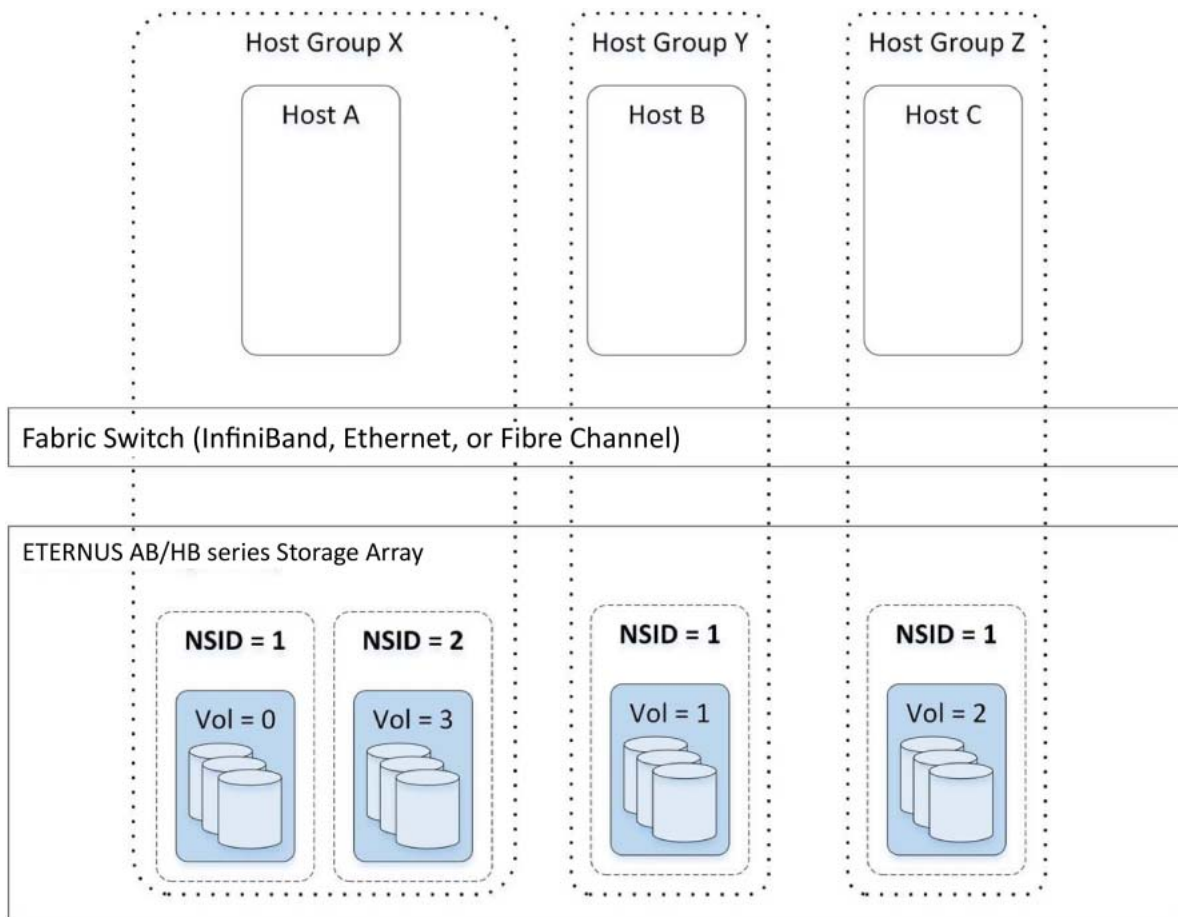 Host Group X
Host Group Y
Host Group Z
Host A
Host B
Host C
Fabric Switch (InfiniBand, Ethernet, or Fibre Channel)
ETERNUS AB/HB series Storage Array
NSID = 1
NSID = 2
NSID = 1
NSID = 1
Vol = 0
Vol = 3
Vol = 1
Vol = 2